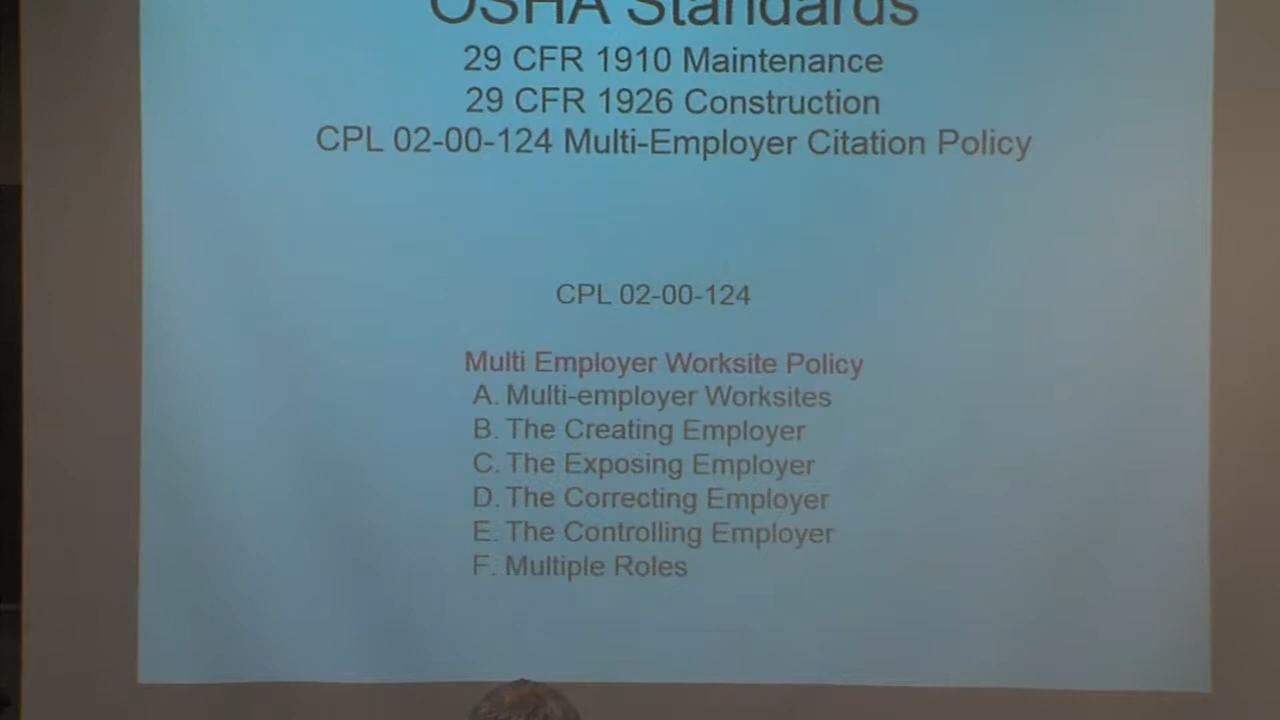 OSHA Standards
29 CFR 1910 Maintenance
29 CFR 1926 Construction
CPL 02-00-124 Multi-Employer Citation Policy
CPL 02-00-124
Multi Employer Worksite Policy
A. Multi-employer Worksites
B. The Creating Employer
C. The Exposing Employer
D. The Correcting Employer
E. The Controlling Employer
F. Multiple Roles